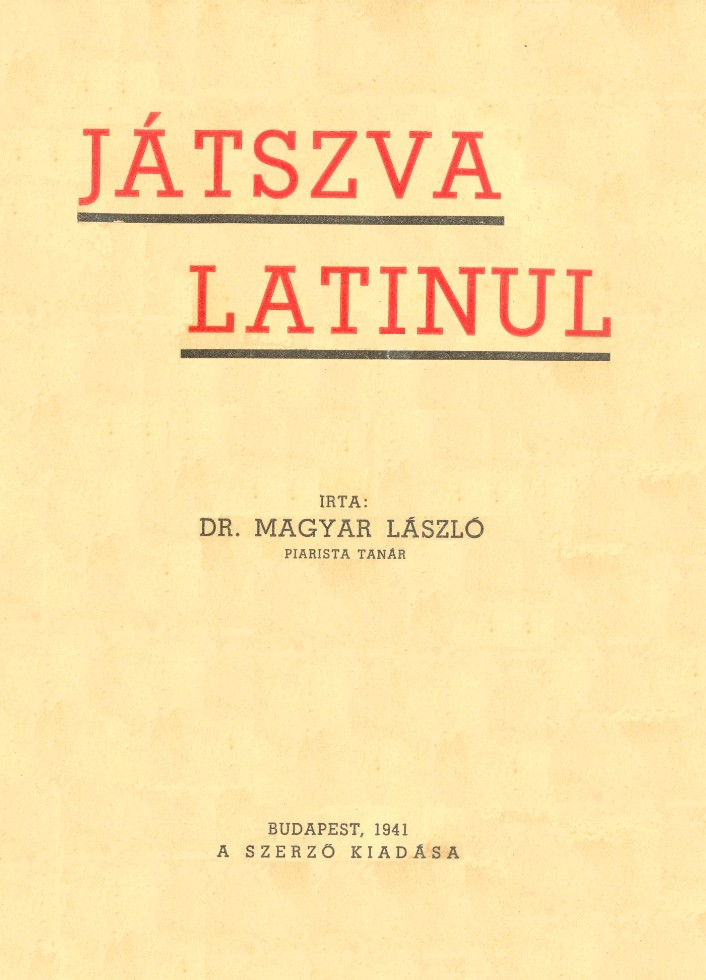 JÁTSZVA
LATINUL
IRTA:
DR. MAGYAR LÁSZLÓ
PIARISTA TANÁR
BUDAPEST, 1941
A SZERZŐ KIADÁSA